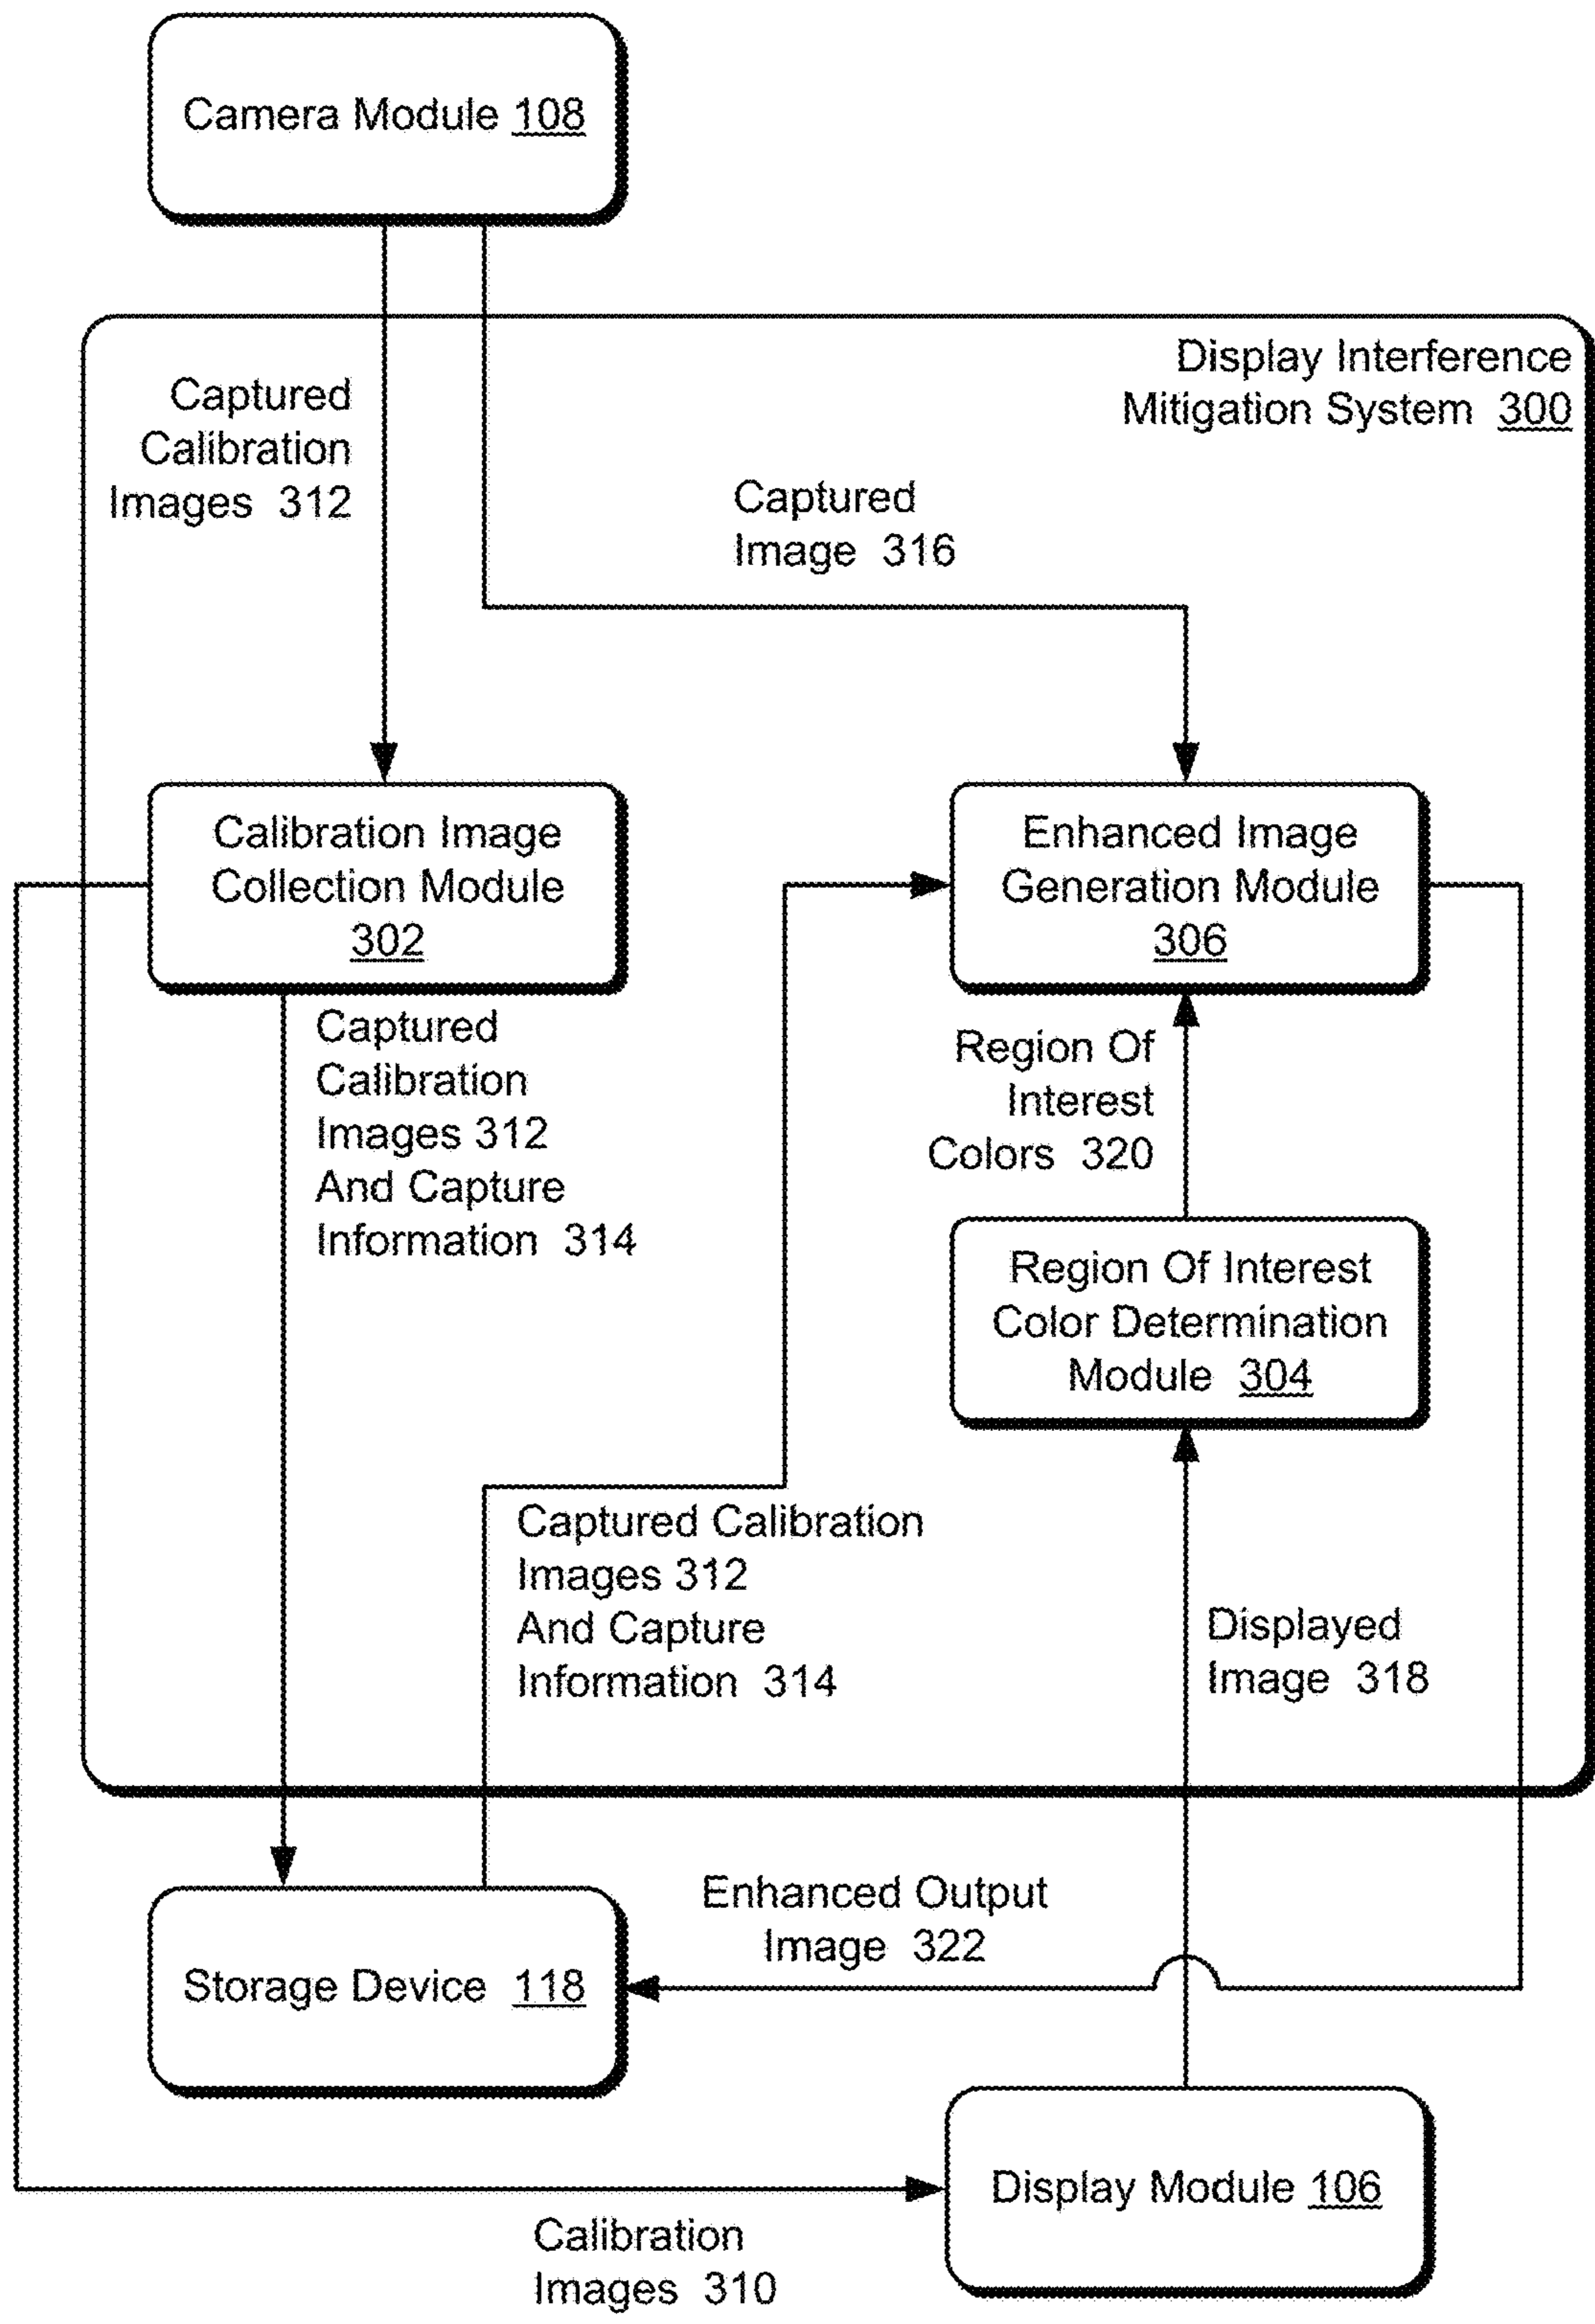 Camera Module 108
Display Interference
Mitigation System 300
Captured
Calibration
Images 312
Captured
Image 316
Calibration Image
Collection Module
302
Enhanced Image
Generation Module
306
Captured
Calibration
Images 312
And Capture
Information 314
Region Of
Interest
Colors 320
Region Of Interest
Color Determination
Module 304
Captured Calibration
Images 312
And Capture
Information 314
Displayed
Image 318
Enhanced Output
Image 322
Storage Device 118
Display Module 106
Calibration
Images 310